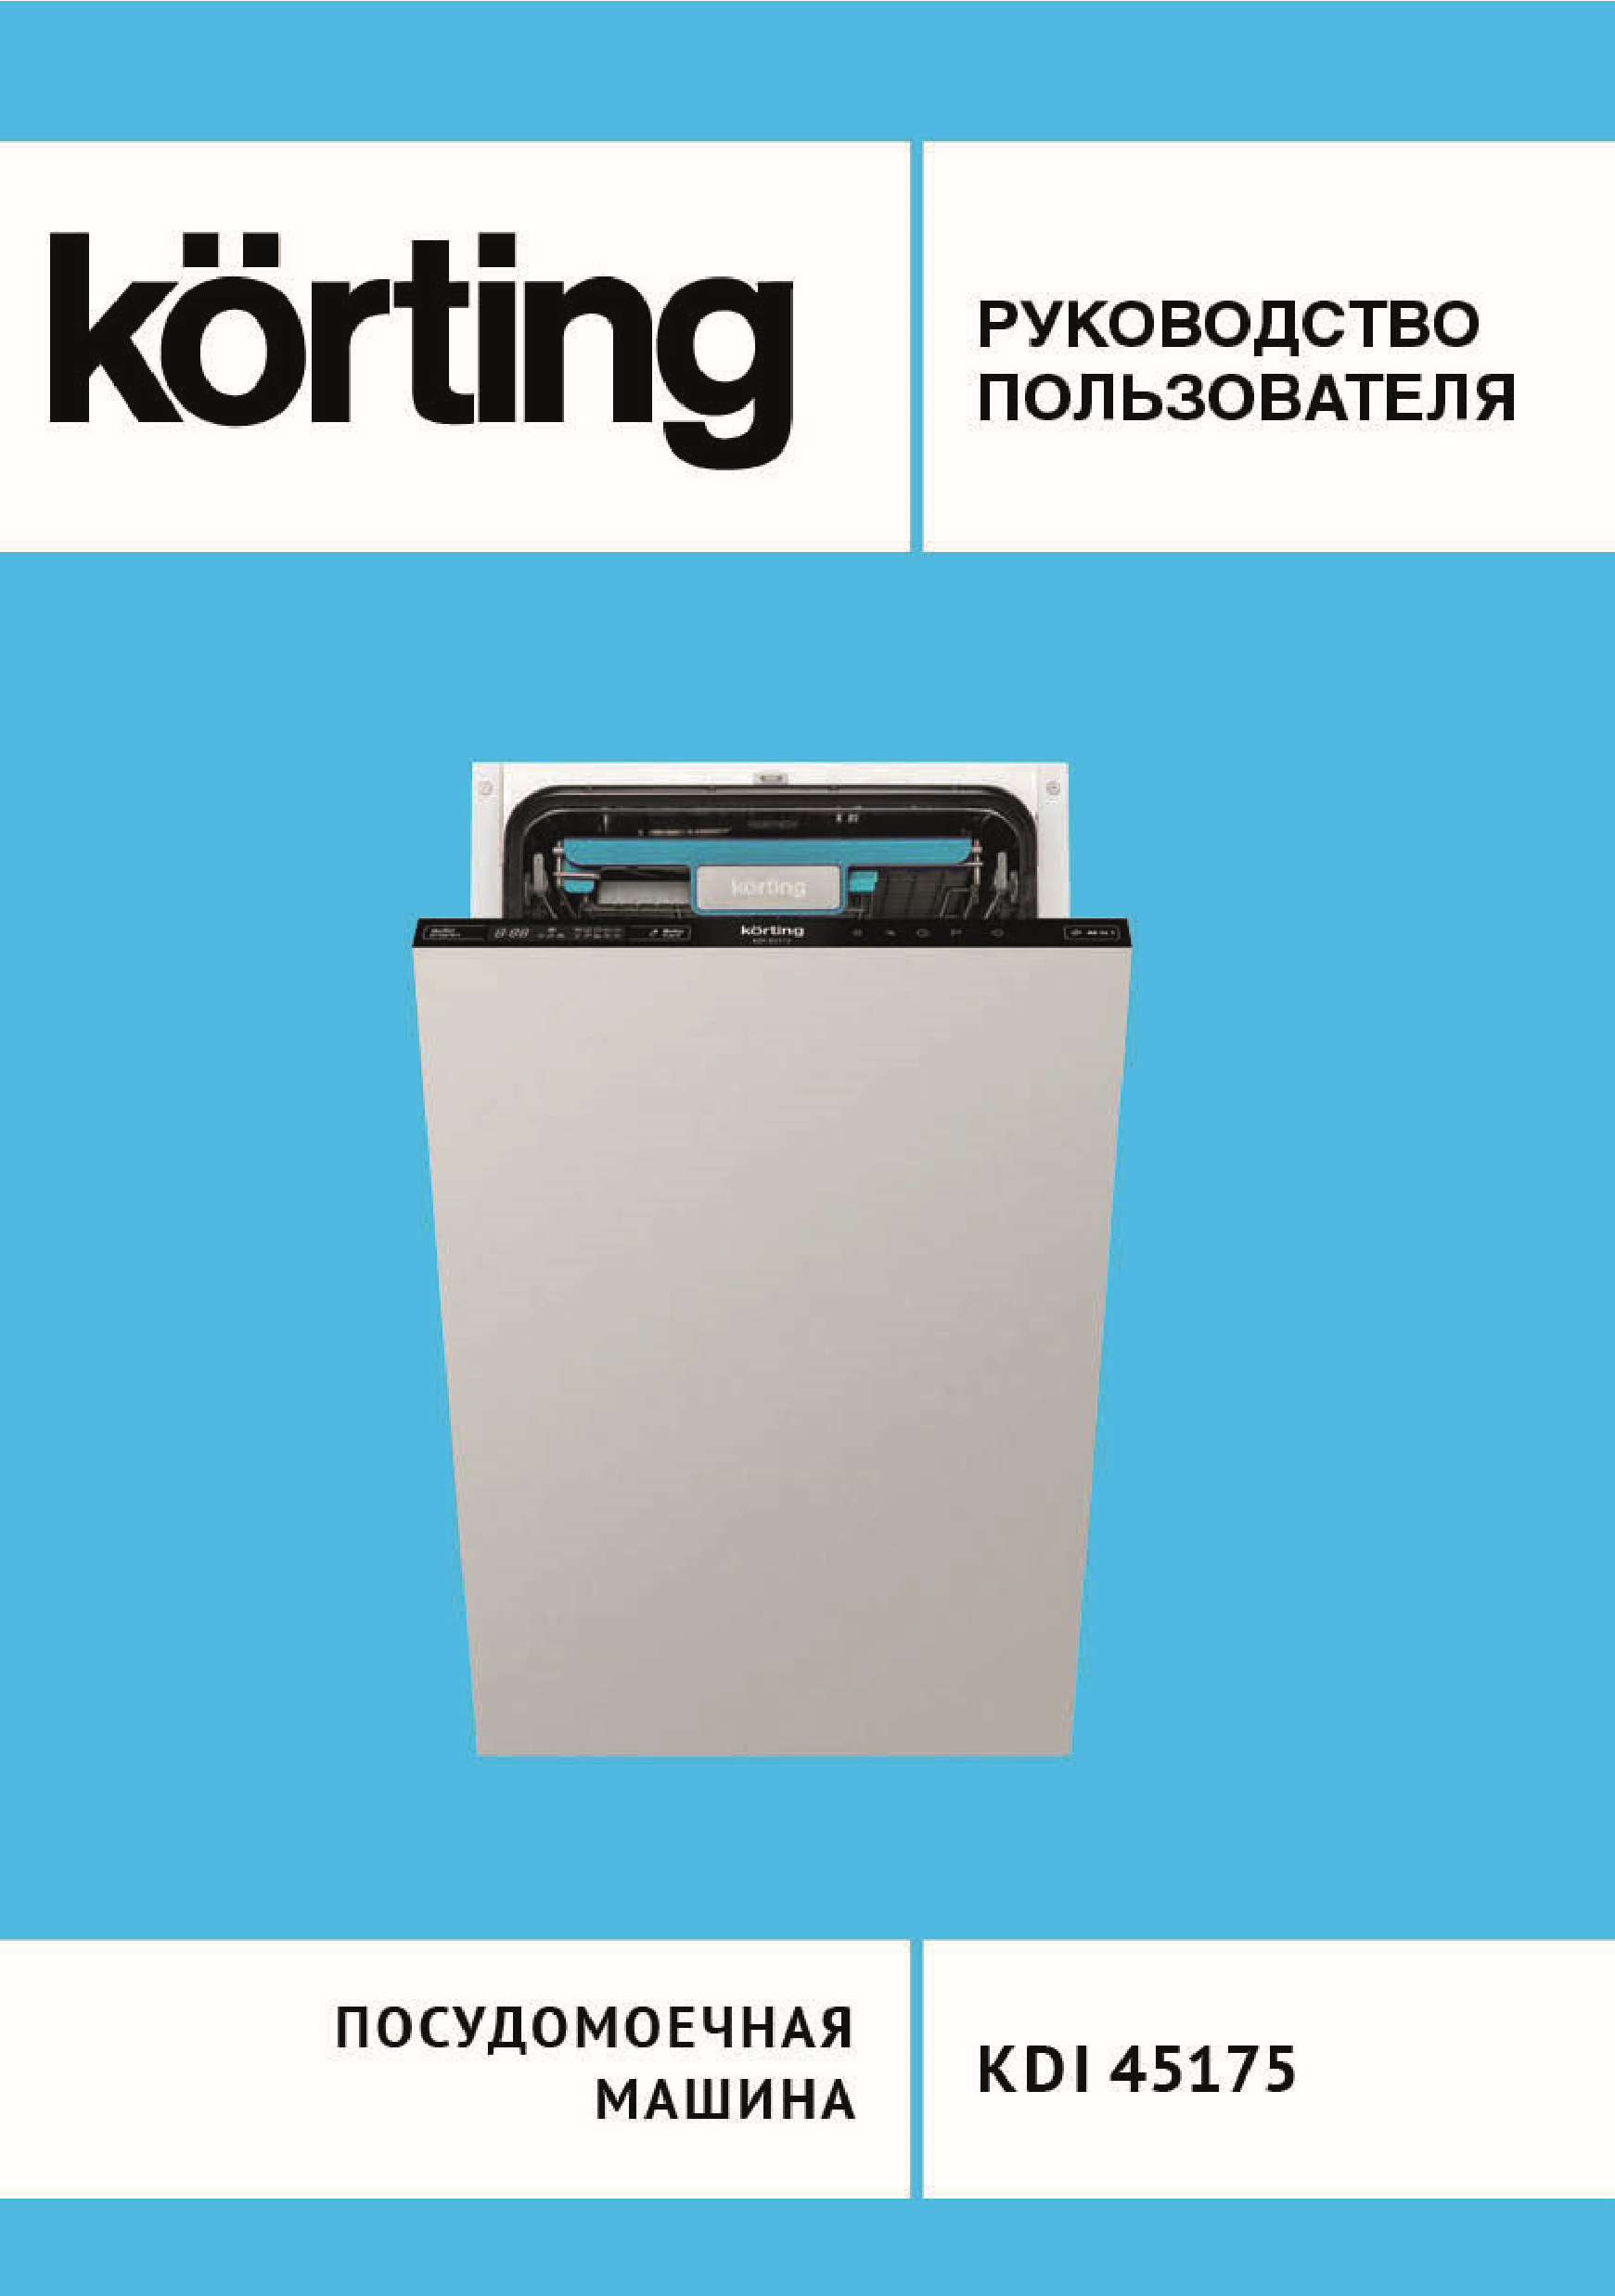 körting
РУКОВОДСТВО
ПОЛЬЗОВАТЕЛЯ
körting
körting
ПОСУДОМОЕЧНАЯ
МАШИНА
KDI 45175